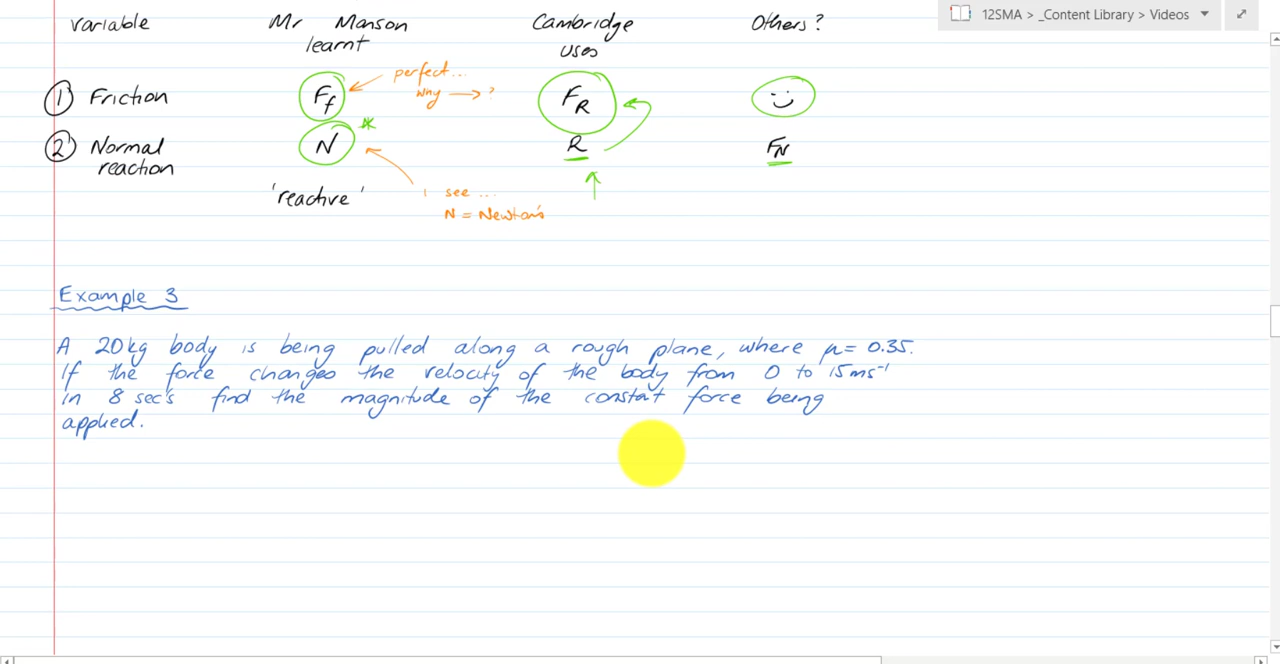 12SMA > _Content Library > Videos
variable Mr Manson learnt Cambridge uses Others?
① Friction Ff perfect... why → ? FR
② Normal reaction N R FN
'reactive' I see ... N = Newton's
Example 3
A 20kg body is being pulled along a rough plane, where μ = 0.35.
If the force changes the velocity of the body from 0 to 15ms⁻¹
in 8 sec's find the magnitude of the constat force being
applied.